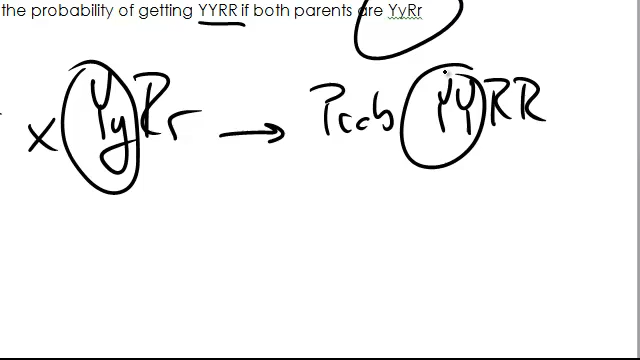 the probability of getting YYRR if both parents are YyRr
x YyRr → Prob YYRR